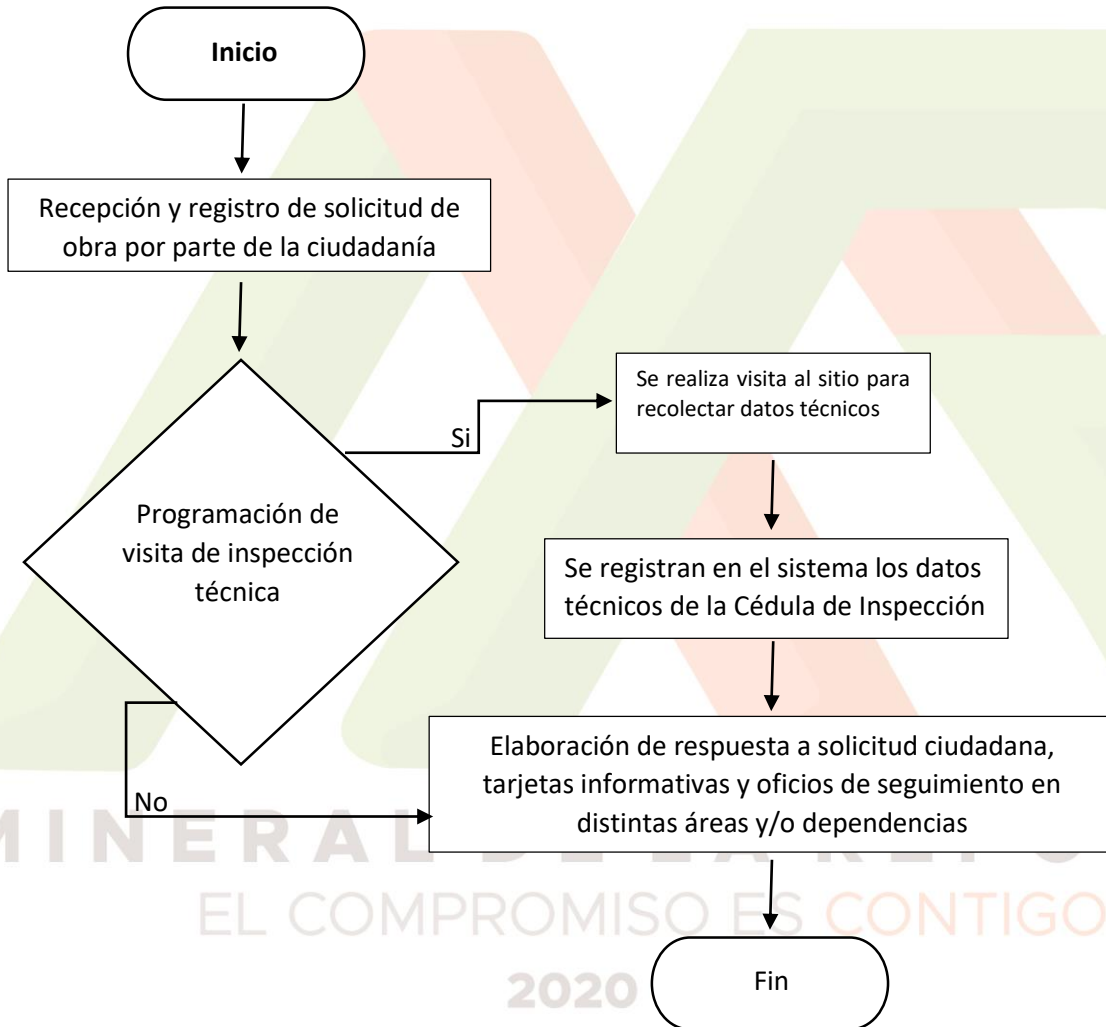 Inicio
Recepción y registro de solicitud de
obra por parte de la ciudadanía
Se realiza visita al sitio para
recolectar datos técnicos
Si
Programación de
visita de inspección
técnica
Se registran en el sistema los datos
técnicos de la Cédula de Inspección
Elaboración de respuesta a solicitud ciudadana,
tarjetas informativas y oficios de seguimiento en
distintas áreas y/o dependencias
No
MINERAL DE LA
EL COMPROMISO ES CONTIGO
2020
Fin